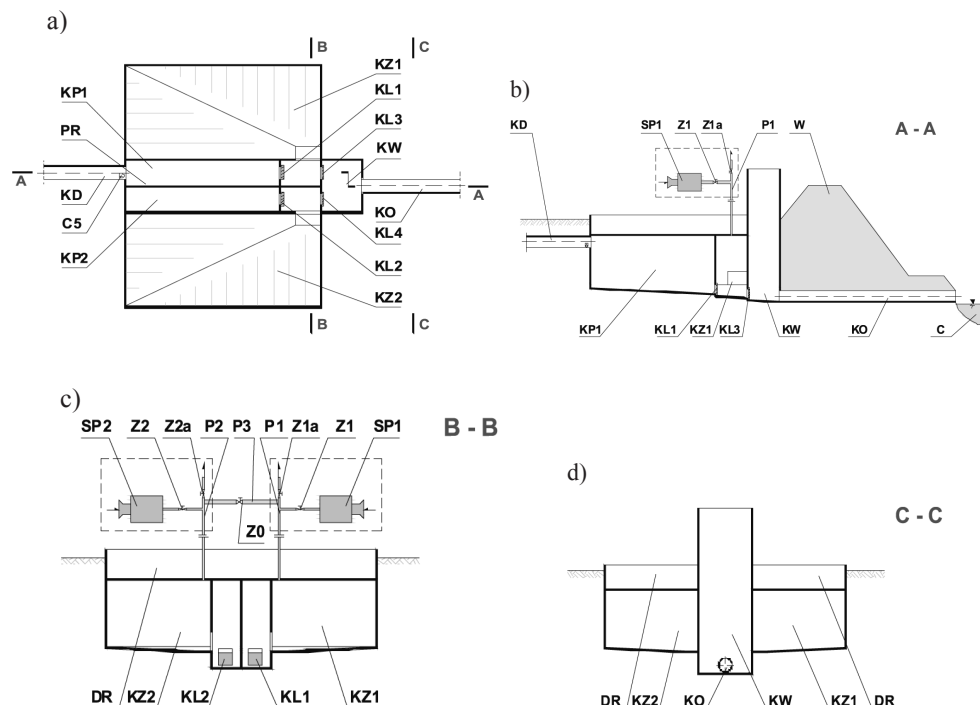 a)
B C
KZ1
KP1 KL1
PR KL3
KW
A A
KD KO
C5 KL4
KP2 KL2
KZ2
B C
b)
A - A
KD SP1 Z1 Z1a P1 W
KP1 KL1 KZ1 KL3 KW KO C
c)
B - B
SP2 Z2 Z2a P2 P3 P1 Z1a Z1 SP1
Z0
DR KZ2 KL2 KL1 KZ1
d)
C - C
DR KZ2 KO KW KZ1 DR